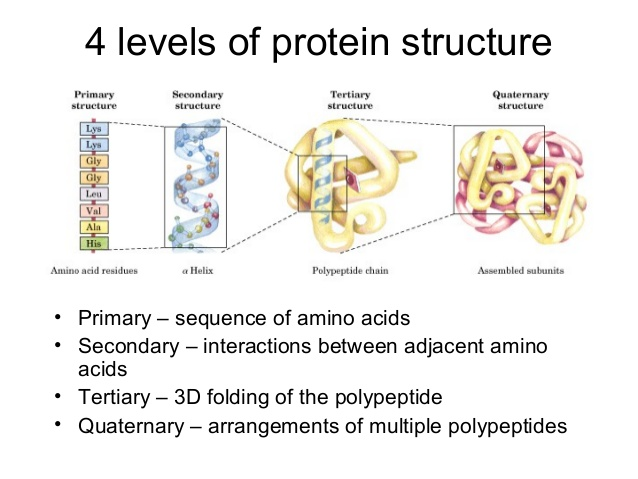 4 levels of protein structure
Primary structure
Secondary structure
Tertiary structure
Quaternary structure
Lys
Lys
Gly
Gly
Leu
Val
Ala
His
Amino acid residues
α Helix
Polypeptide chain
Assembled subunits
• Primary – sequence of amino acids
• Secondary – interactions between adjacent amino
acids
• Tertiary – 3D folding of the polypeptide
• Quaternary – arrangements of multiple polypeptides